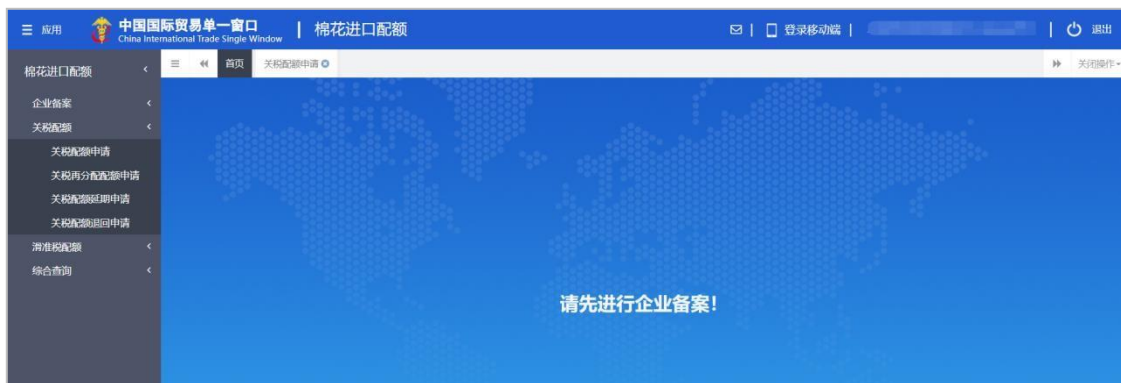 应用 中国国际贸易单一窗口 | 棉花进口配额 | 登录移动端 | | 退出
China International Trade Single Window
棉花进口配额 首页 关税配额申请 关闭操作
企业备案
关税配额
关税配额申请
关税再分配配额申请
关税配额延期申请
关税配额退回申请
滑准税配额
综合查询
请先进行企业备案！